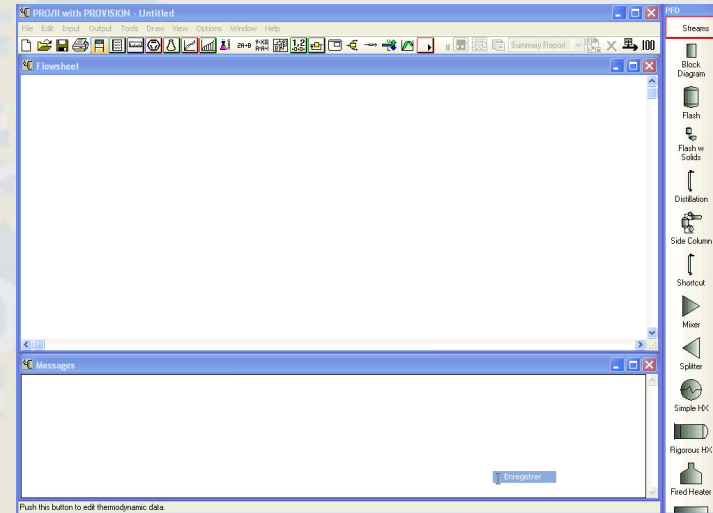 PRO/II with PROVISION - Untitled
File Edit Input Output Tools Draw View Options Window Help
Summary Report
100
Flowsheet
Messages
Enregistrer
Push this button to edit thermodynamic data.
PFD
Streams
Block
Diagram
Flash
Flash w
Solids
Distillation
Side Column
Shortcut
Mixer
Splitter
Simple HX
Rigorous HX
Fired Heater